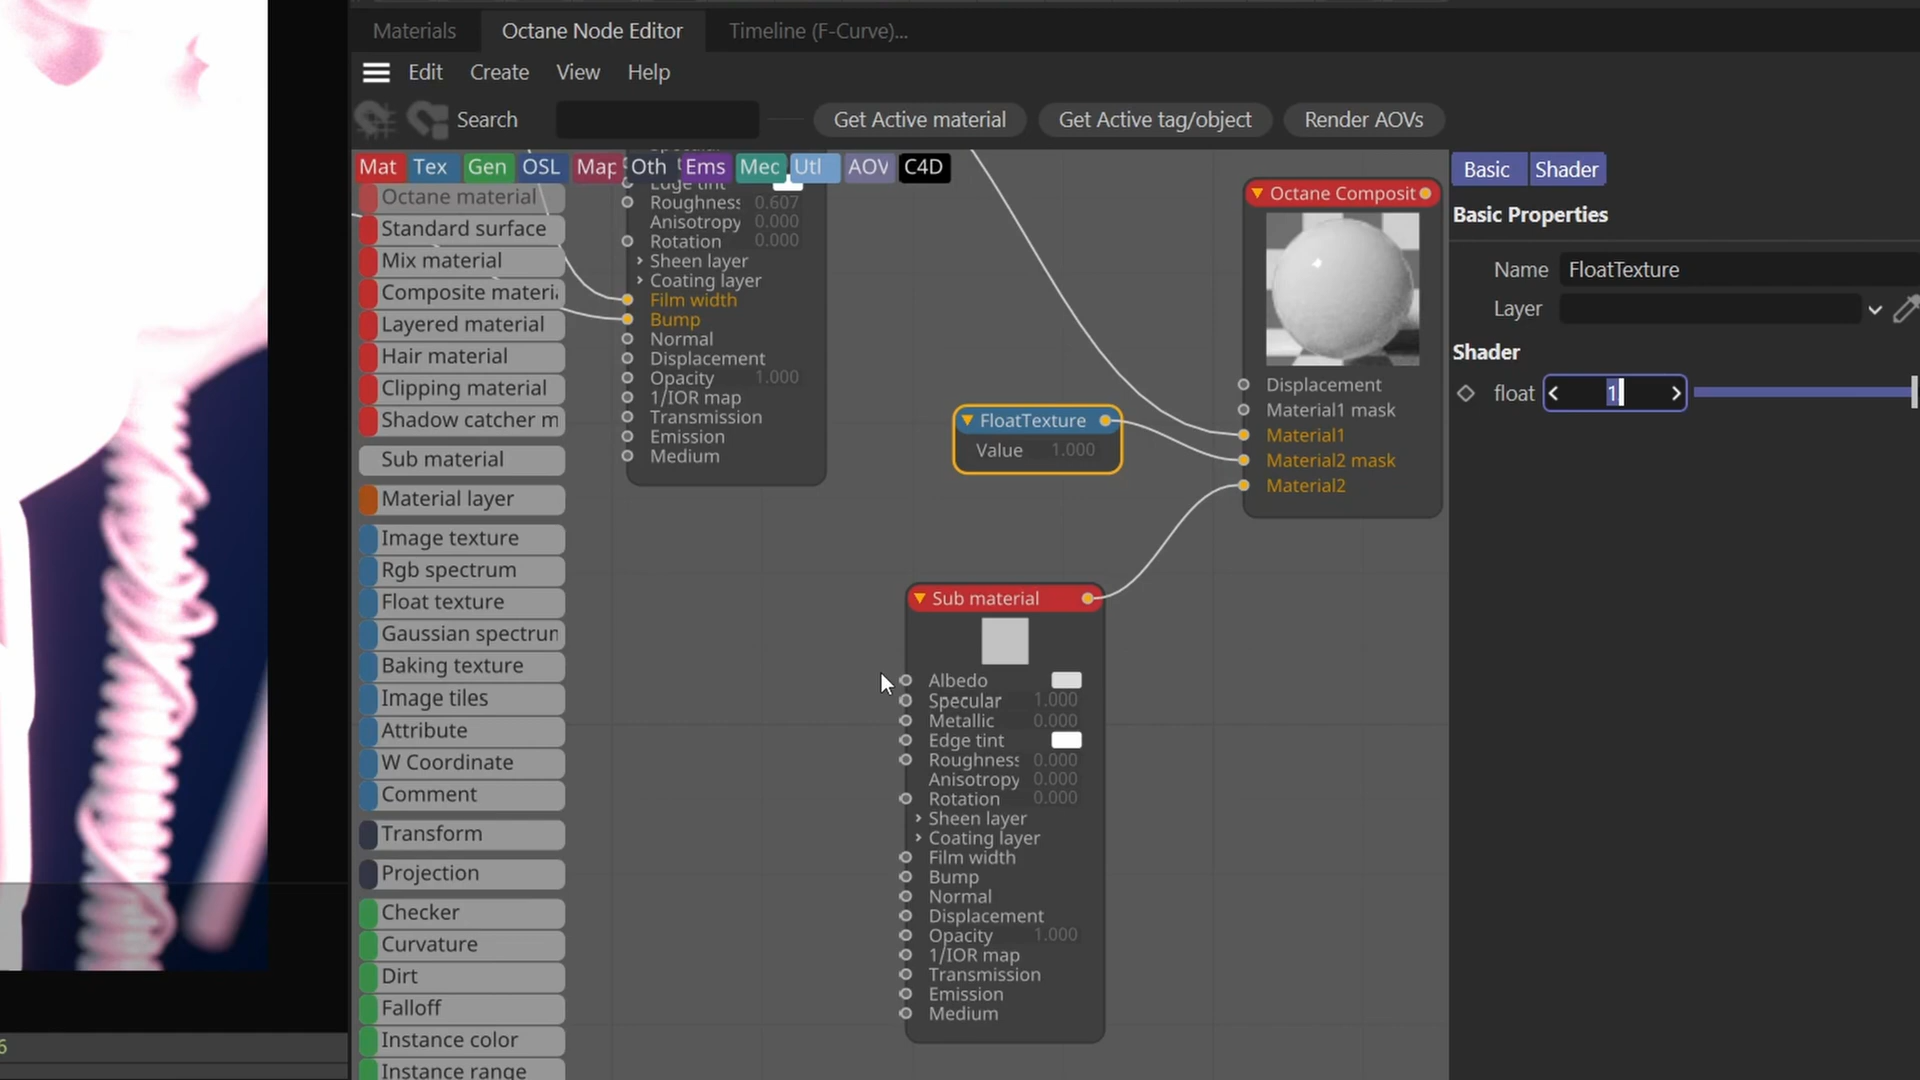 Materials
Octane Node Editor
Timeline (F-Curve)...
Edit
Create
View
Help
Search
Get Active material
Get Active tag/object
Render AOVs
Mat
Tex
Gen
OSL
Map
Oth
Ems
Mec
Utl
AOV
C4D
Octane material
Standard surface
Mix material
Composite materi
Layered material
Hair material
Clipping material
Shadow catcher m
Sub material
Material layer
Image texture
Rgb spectrum
Float texture
Gaussian spectrun
Baking texture
Image tiles
Attribute
W Coordinate
Comment
Transform
Projection
Checker
Curvature
Dirt
Falloff
Instance color
Instance range
Edge tint
Roughness 0.607
Anisotropy 0.000
Rotation 0.000
Sheen layer
Coating layer
Film width
Bump
Normal
Displacement
Opacity 1.000
1/IOR map
Transmission
Emission
Medium
FloatTexture
Value 1.000
Sub material
Albedo
Specular 1.000
Metallic 0.000
Edge tint
Roughness 0.000
Anisotropy 0.000
Rotation 0.000
Sheen layer
Coating layer
Film width
Bump
Normal
Displacement
Opacity 1.000
1/IOR map
Transmission
Emission
Medium
Octane Composit
Displacement
Material1 mask
Material1
Material2 mask
Material2
Basic
Shader
Basic Properties
Name FloatTexture
Layer
Shader
float 1
6